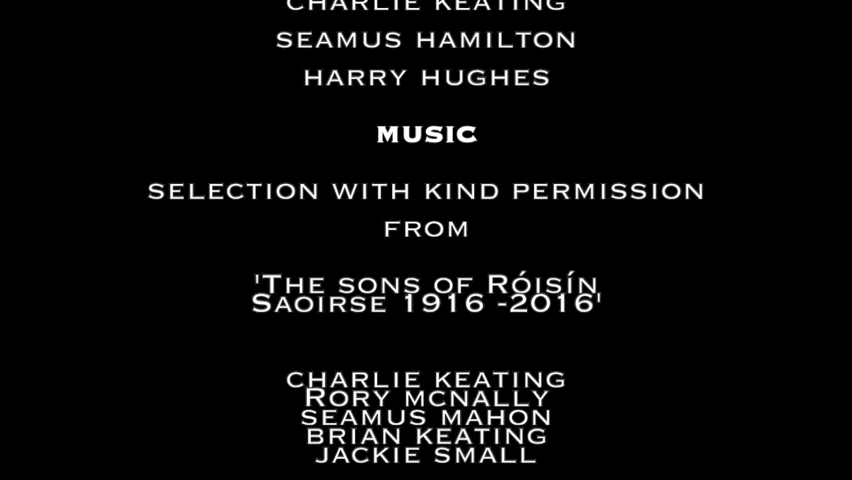 CHARLIE KEATING
SEAMUS HAMILTON
HARRY HUGHES
MUSIC
SELECTION WITH KIND PERMISSION
FROM
'THE SONS OF RÓISÍN
SAOIRSE 1916 -2016'
CHARLIE KEATING
RORY MCNALLY
SEAMUS MAHON
BRIAN KEATING
JACKIE SMALL